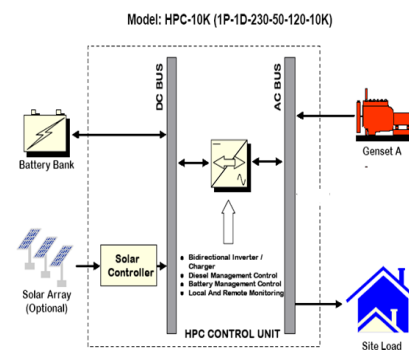 Model: HPC-10K (1P-1D-230-50-120-10K)
DC BUS
AC BUS
Battery Bank
Genset A
Solar
Controller
Solar Array
(Optional)
Bidirectional Inverter /
Charger
Diesel Management Control
Battery Management Control
Local And Remote Monitoring
HPC CONTROL UNIT
Site Load